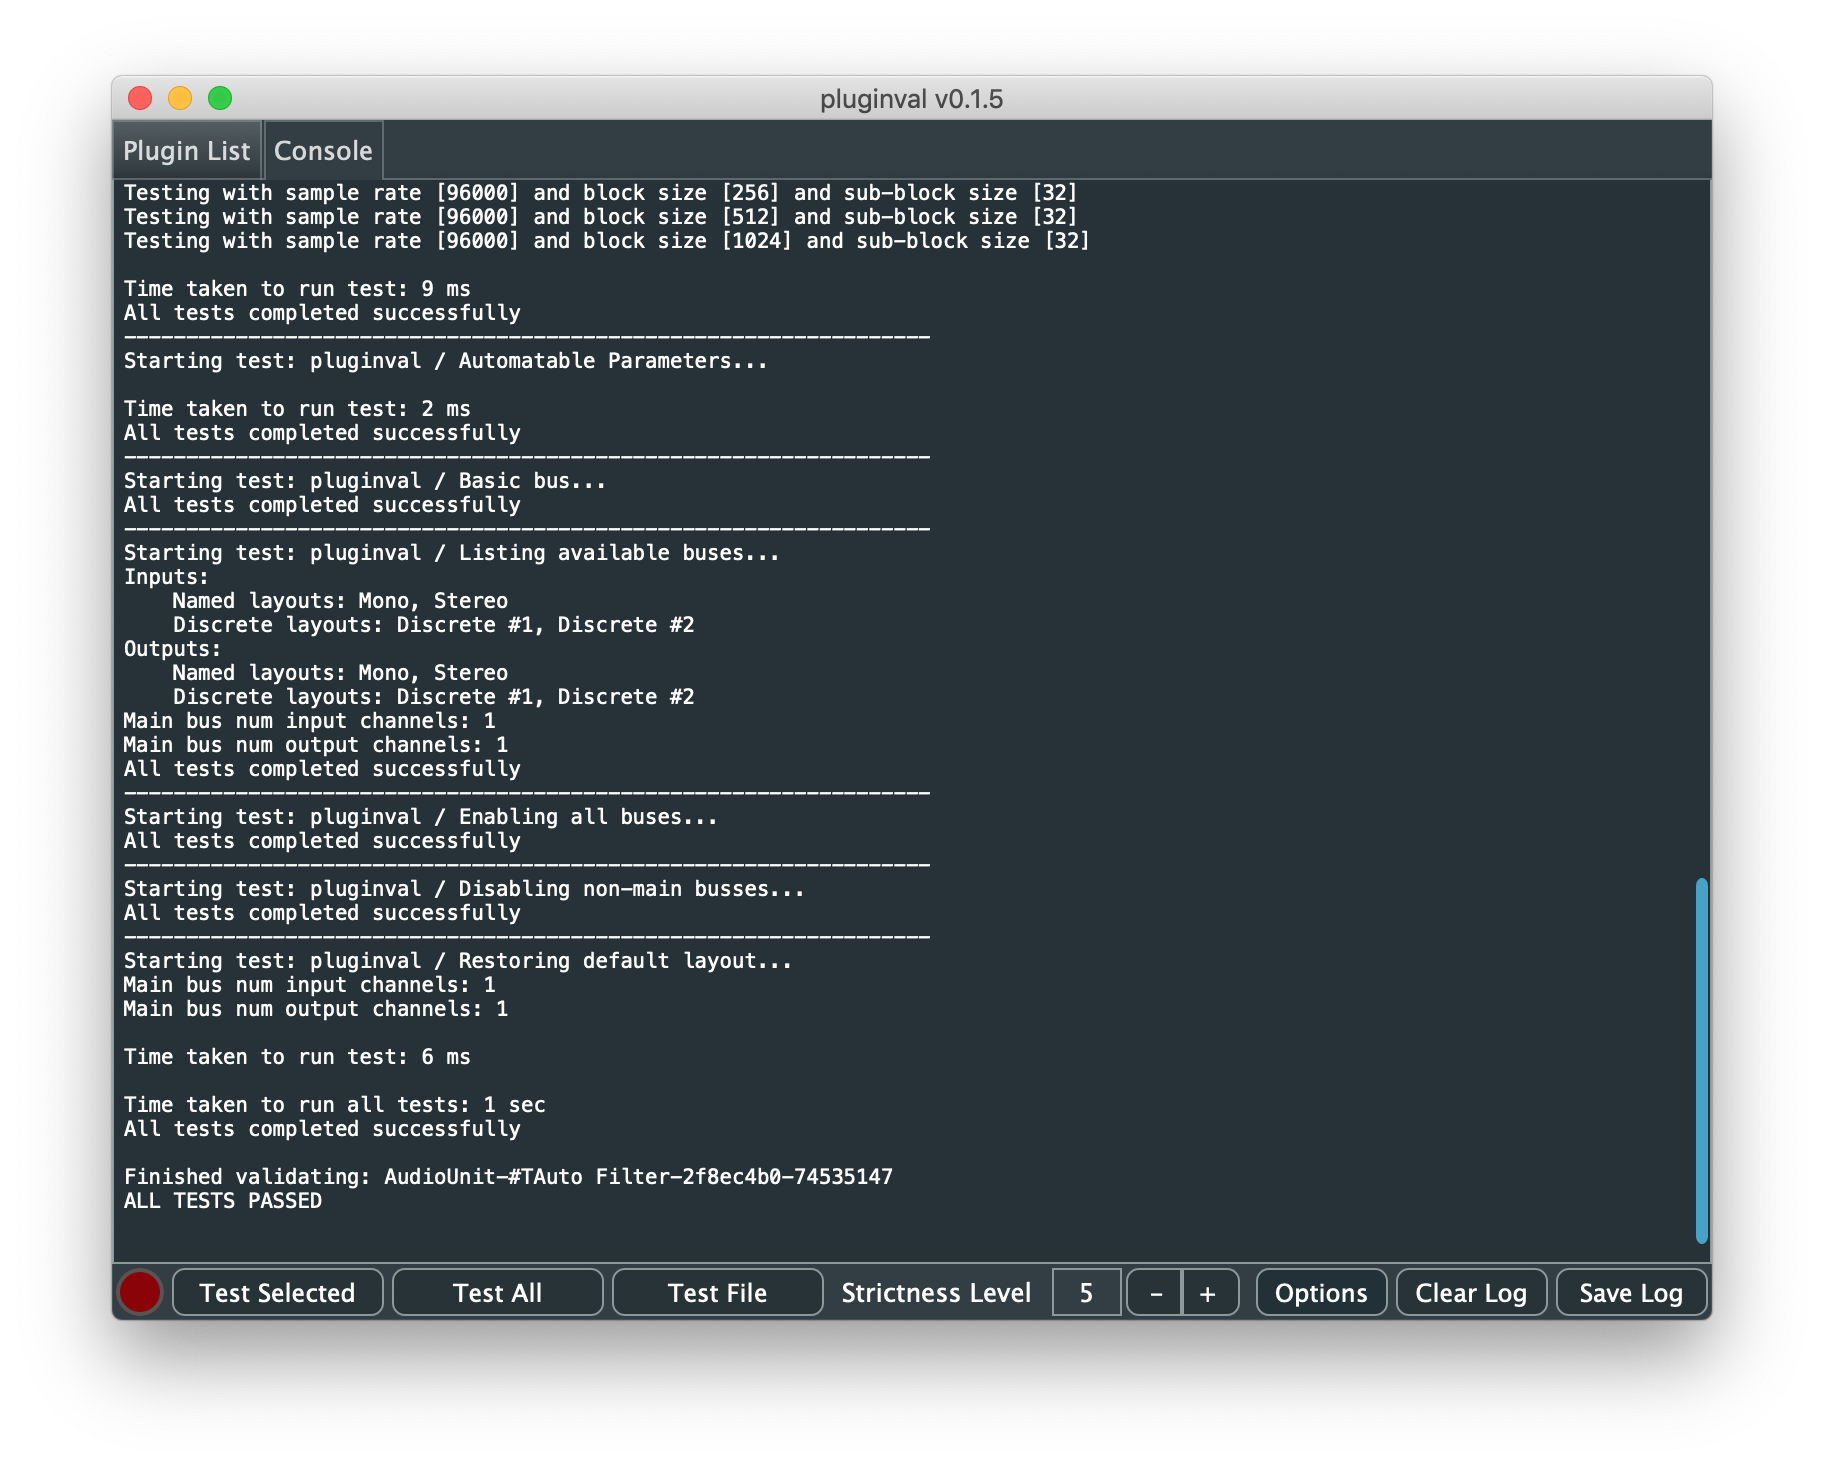 pluginval v0.1.5
Plugin List
Console
Testing with sample rate [96000] and block size [256] and sub-block size [32]
Testing with sample rate [96000] and block size [512] and sub-block size [32]
Testing with sample rate [96000] and block size [1024] and sub-block size [32]
Time taken to run test: 9 ms
All tests completed successfully
-----------------------------------------------------------------
Starting test: pluginval / Automatable Parameters...
Time taken to run test: 2 ms
All tests completed successfully
-----------------------------------------------------------------
Starting test: pluginval / Basic bus...
All tests completed successfully
-----------------------------------------------------------------
Starting test: pluginval / Listing available buses...
Inputs:
    Named layouts: Mono, Stereo
    Discrete layouts: Discrete #1, Discrete #2
Outputs:
    Named layouts: Mono, Stereo
    Discrete layouts: Discrete #1, Discrete #2
Main bus num input channels: 1
Main bus num output channels: 1
All tests completed successfully
-----------------------------------------------------------------
Starting test: pluginval / Enabling all buses...
All tests completed successfully
-----------------------------------------------------------------
Starting test: pluginval / Disabling non-main busses...
All tests completed successfully
-----------------------------------------------------------------
Starting test: pluginval / Restoring default layout...
Main bus num input channels: 1
Main bus num output channels: 1
Time taken to run test: 6 ms
Time taken to run all tests: 1 sec
All tests completed successfully
Finished validating: AudioUnit-#TAuto Filter-2f8ec4b0-74535147
ALL TESTS PASSED
Test Selected
Test All
Test File
Strictness Level
5
-
+
Options
Clear Log
Save Log